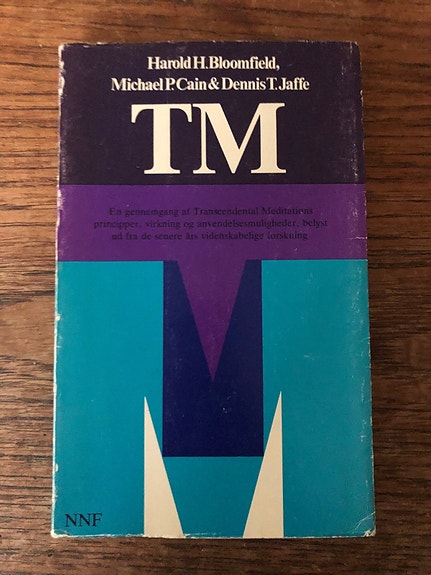 Harold H. Bloomfield,
Michael P. Cain & Dennis T. Jaffe
TM
En gennemgang af Transcendental Meditations
principper, virkning og anvendelsesmuligheder, belyst
ud fra de senere års videnskabelige forskning
NNF